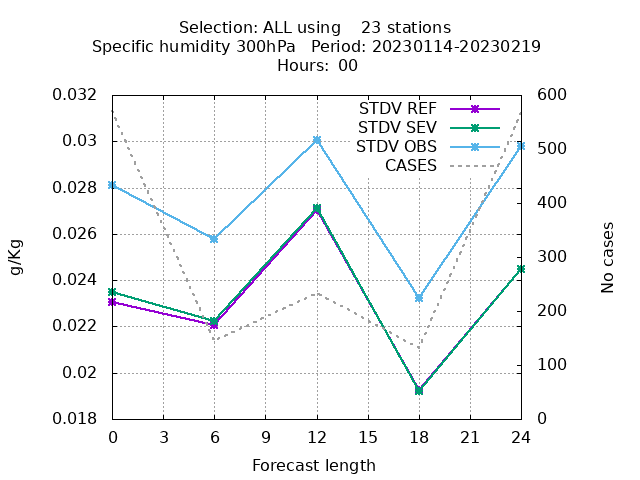 Selection: ALL using    23 stations
Specific humidity 300hPa   Period: 20230114-20230219
Hours: 00
0.032
0.03
0.028
0.026
0.024
0.022
0.02
0.018
g/Kg
STDV REF
STDV SEV
STDV OBS
CASES
600
500
400
300
200
100
0
No cases
0 3 6 9 12 15 18 21 24
Forecast length